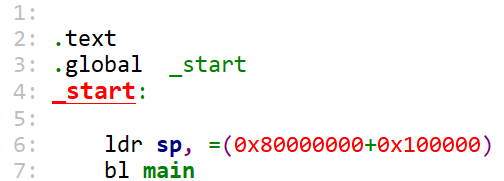 1:
2: .text
3: .global  _start
4: _start:
5:
6:     ldr sp, =(0x80000000+0x100000)
7:     bl main